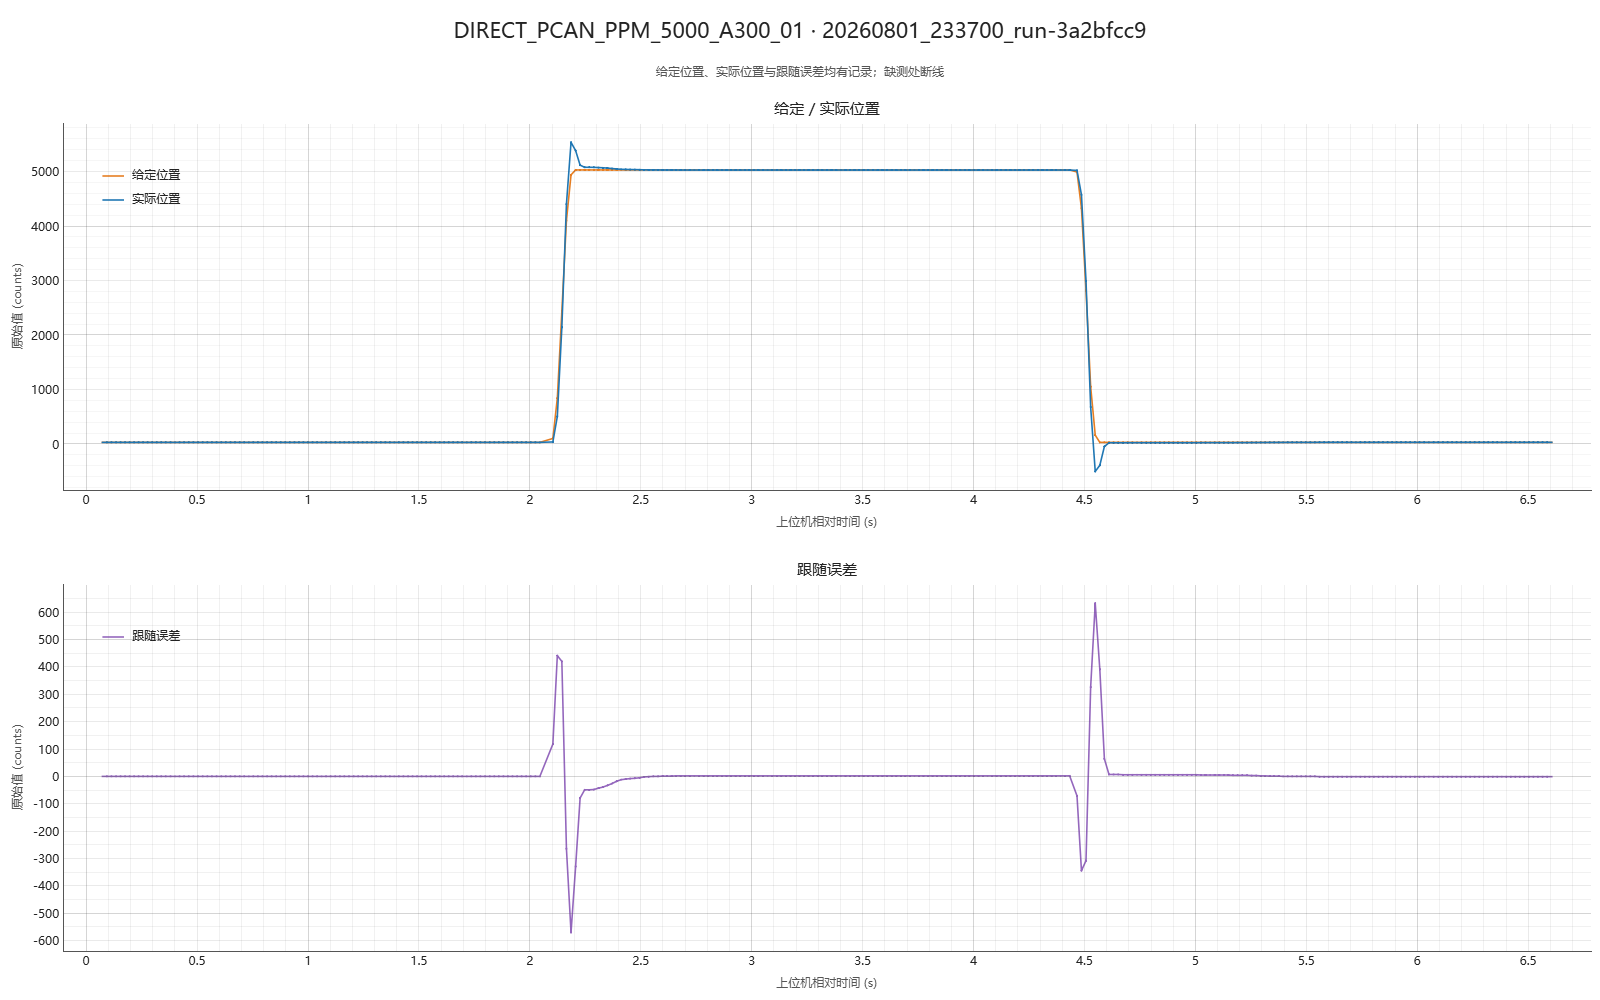 DIRECT_PCAN_PPM_5000_A300_01 · 20260801_233700_run-3a2bfcc9
给定位置、实际位置与跟随误差均有记录；缺测处断线
给定 / 实际位置
给定位置
实际位置
原始值 (counts)
5000
4000
3000
2000
1000
0
0 0.5 1 1.5 2 2.5 3 3.5 4 4.5 5 5.5 6 6.5
上位机相对时间 (s)
跟随误差
跟随误差
原始值 (counts)
600
500
400
300
200
100
0
-100
-200
-300
-400
-500
-600
0 0.5 1 1.5 2 2.5 3 3.5 4 4.5 5 5.5 6 6.5
上位机相对时间 (s)